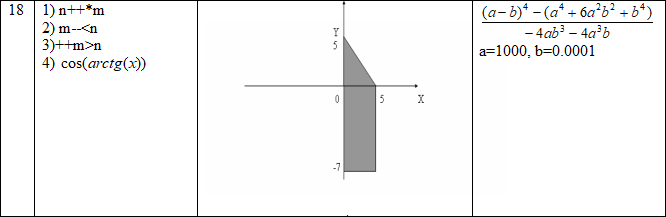 18
1) n++*m
2) m--<n
3)++m>n
4) cos(arctg(x))
Y
5
0
5
X
-7
(a-b)⁴-(a⁴+6a²b²+b⁴)
-4ab³-4a³b
a=1000, b=0.0001